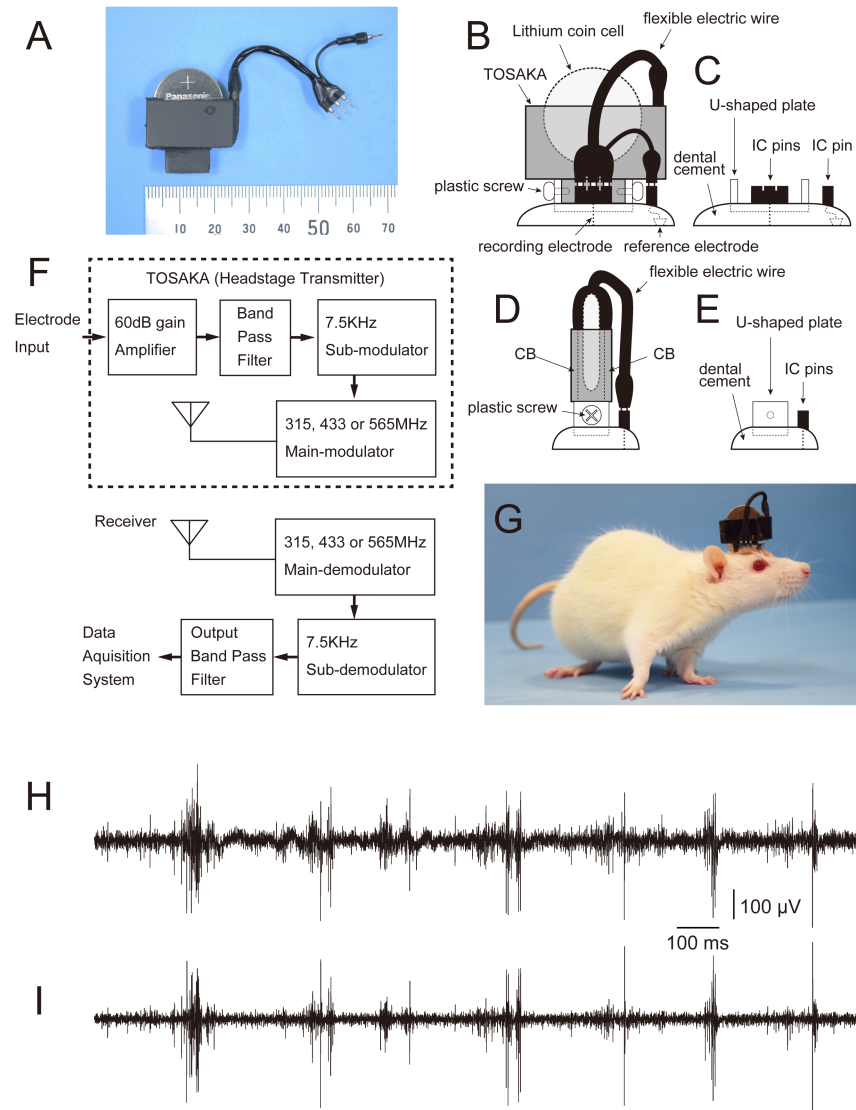 A
+
Panasonic
10 20 30 40 50 60 70
B
flexible electric wire
Lithium coin cell
TOSAKA
plastic screw
recording electrode
reference electrode
C
U-shaped plate
IC pins
IC pin
dental
cement
F
TOSAKA (Headstage Transmitter)
Electrode
Input
60dB gain
Amplifier
Band
Pass
Filter
7.5KHz
Sub-modulator
315, 433 or 565MHz
Main-modulator
Receiver
315, 433 or 565MHz
Main-demodulator
7.5KHz
Sub-demodulator
Output
Band Pass
Filter
Data
Aquisition
System
D
flexible electric wire
CB
CB
plastic screw
E
U-shaped plate
IC pins
dental
cement
G
H
100 µV
100 ms
I